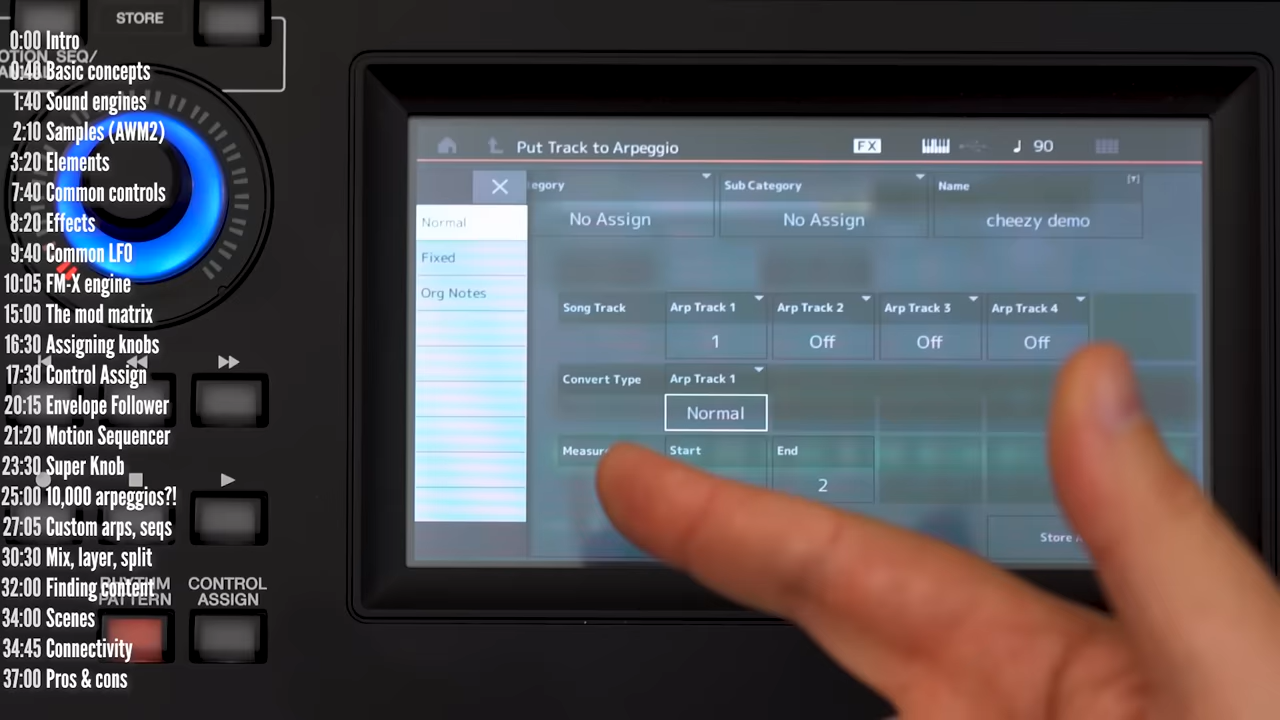 STORE
OTION SEQ/
0:00 Intro
0:40 Basic concepts
1:40 Sound engines
2:10 Samples (AWM2)
3:20 Elements
7:40 Common controls
8:20 Effects
9:40 Common LFO
10:05 FM-X engine
15:00 The mod matrix
16:30 Assigning knobs
17:30 Control Assign
20:15 Envelope Follower
21:20 Motion Sequencer
23:30 Super Knob
25:00 10,000 arpeggios?!
27:05 Custom arps, seqs
30:30 Mix, layer, split
32:00 Finding content
34:00 Scenes
34:45 Connectivity
37:00 Pros & cons
RHYTHM
PATTERN
CONTROL
ASSIGN
Put Track to Arpeggio
FX
90
egory
Sub Category
Name
No Assign
No Assign
cheezy demo
Normal
Fixed
Org Notes
Song Track
Arp Track 1
Arp Track 2
Arp Track 3
Arp Track 4
1
Off
Off
Off
Convert Type
Arp Track 1
Normal
Measur
Start
End
2
Store